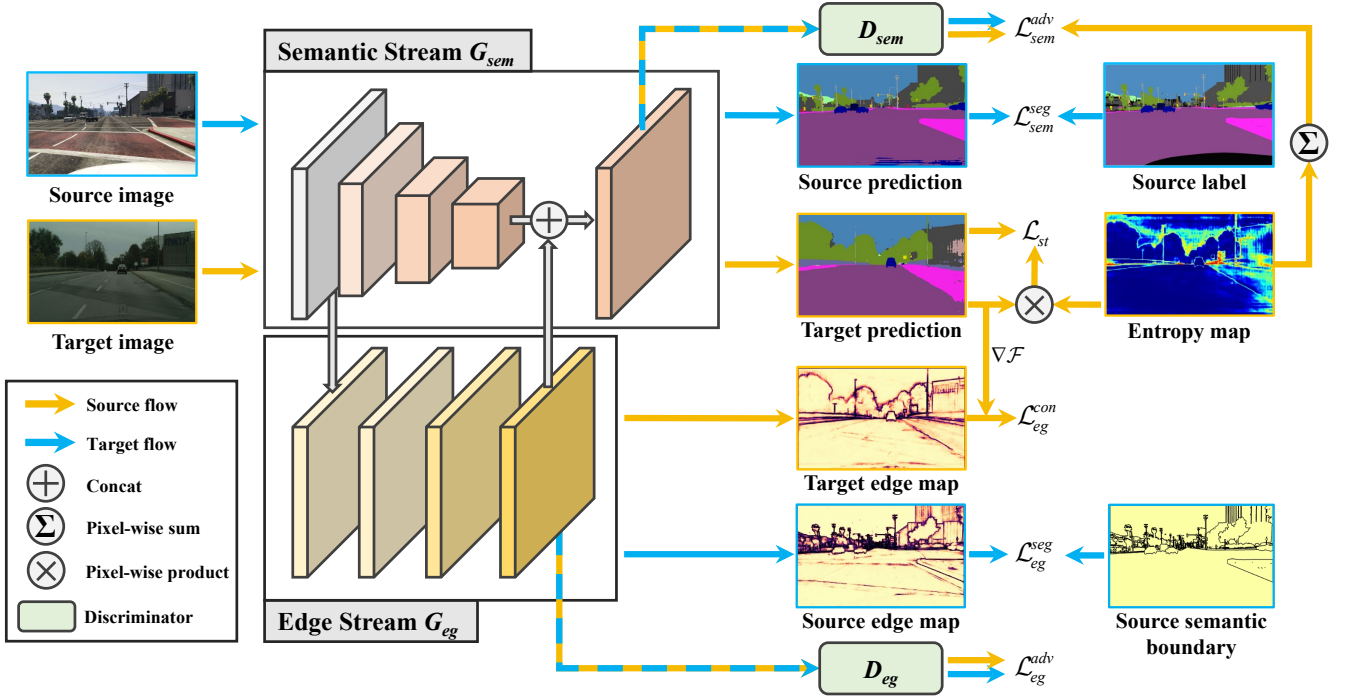 Semantic Stream G_sem
D_sem
ℒ_sem^adv
Source image
Source prediction
ℒ_sem^seg
Source label
Σ
Target image
+
Target prediction
ℒ_st
×
Entropy map
∇ℱ
Source flow
Target flow
+ Concat
Σ Pixel-wise sum
× Pixel-wise product
Discriminator
Target edge map
ℒ_eg^con
Source edge map
ℒ_eg^seg
Source semantic
boundary
Edge Stream G_eg
D_eg
ℒ_eg^adv